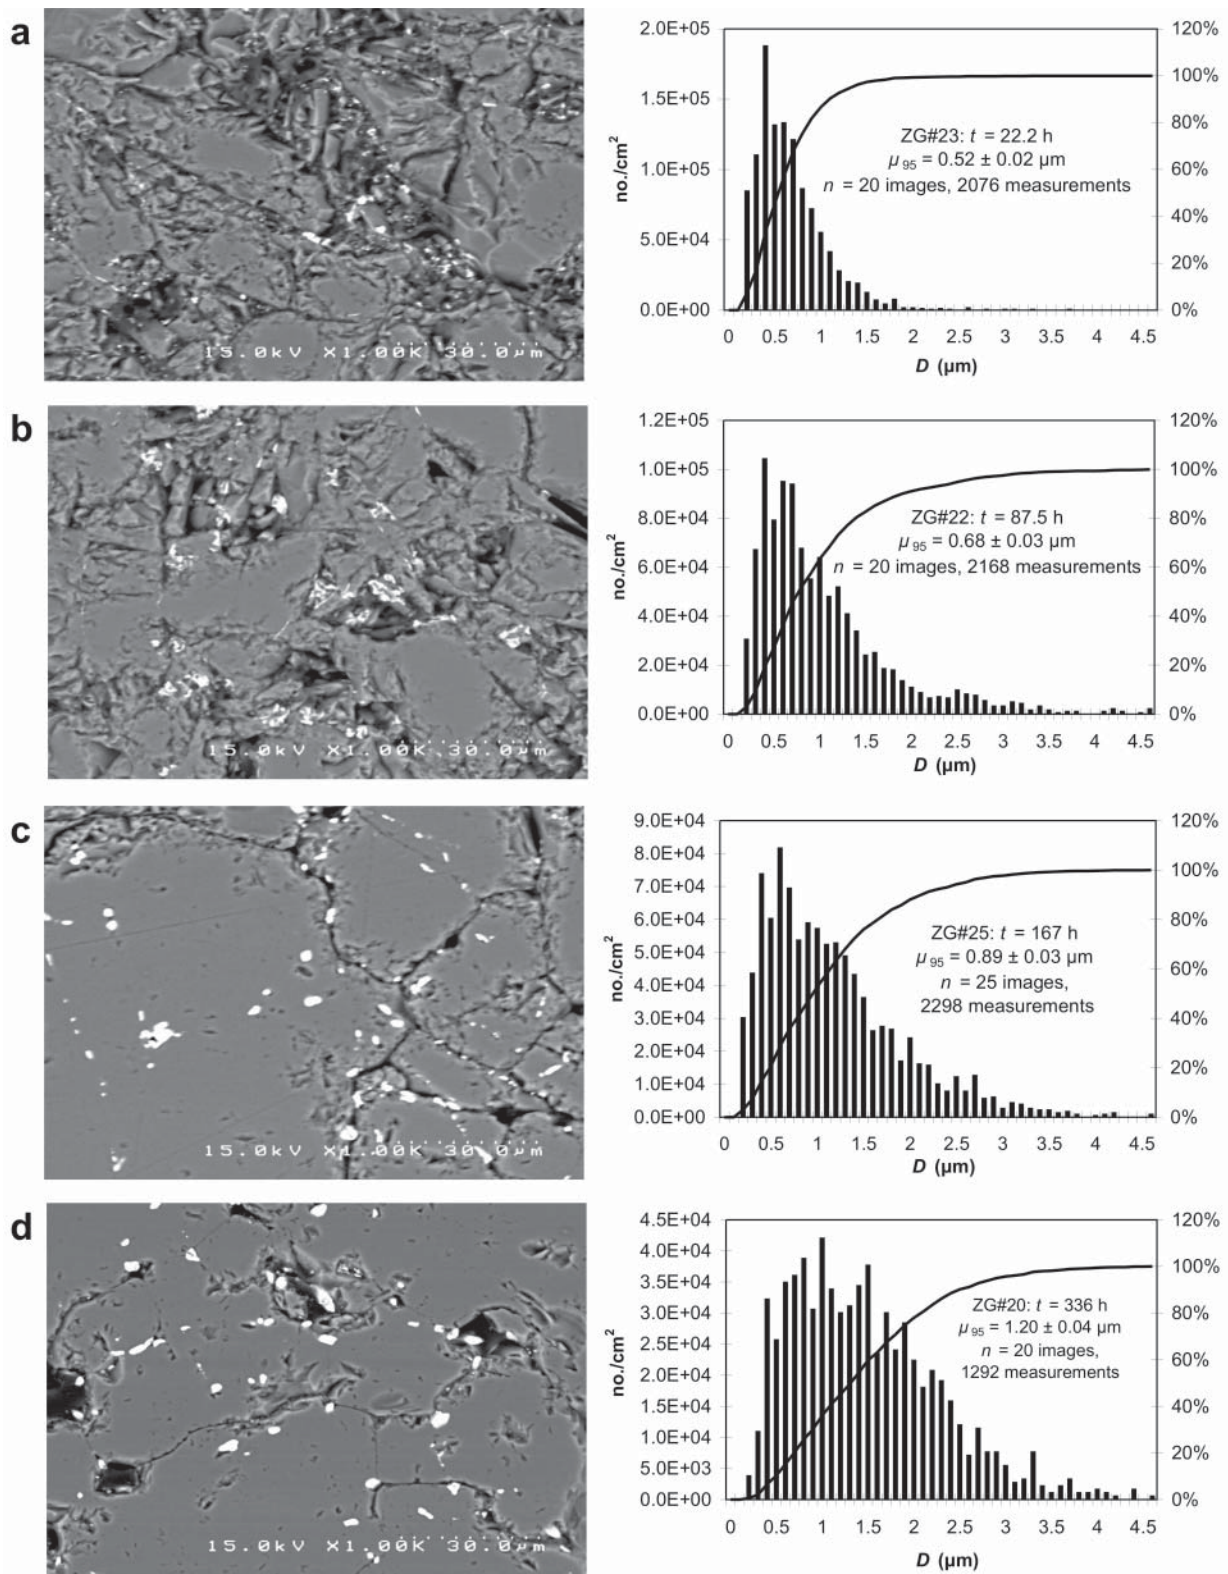 a
15.0kV X1.00K 30.0µm
2.0E+05
1.5E+05
1.0E+05
5.0E+04
0.0E+00
no./cm²
120%
100%
80%
60%
40%
20%
0%
ZG#23: t = 22.2 h
µ95 = 0.52 ± 0.02 µm
n = 20 images, 2076 measurements
0 0.5 1 1.5 2 2.5 3 3.5 4 4.5
D (µm)
b
15.0kV X1.00K 30.0µm
1.2E+05
1.0E+05
8.0E+04
6.0E+04
4.0E+04
2.0E+04
0.0E+00
no./cm²
120%
100%
80%
60%
40%
20%
0%
ZG#22: t = 87.5 h
µ95 = 0.68 ± 0.03 µm
n = 20 images, 2168 measurements
0 0.5 1 1.5 2 2.5 3 3.5 4 4.5
D (µm)
c
15.0kV X1.00K 30.0µm
9.0E+04
8.0E+04
7.0E+04
6.0E+04
5.0E+04
4.0E+04
3.0E+04
2.0E+04
1.0E+04
0.0E+00
no./cm²
120%
100%
80%
60%
40%
20%
0%
ZG#25: t = 167 h
µ95 = 0.89 ± 0.03 µm
n = 25 images,
2298 measurements
0 0.5 1 1.5 2 2.5 3 3.5 4 4.5
D (µm)
d
15.0kV X1.00K 30.0µm
4.5E+04
4.0E+04
3.5E+04
3.0E+04
2.5E+04
2.0E+04
1.5E+04
1.0E+04
5.0E+03
0.0E+00
no./cm²
120%
100%
80%
60%
40%
20%
0%
ZG#20: t = 336 h
µ95 = 1.20 ± 0.04 µm
n = 20 images,
1292 measurements
0 0.5 1 1.5 2 2.5 3 3.5 4 4.5
D (µm)